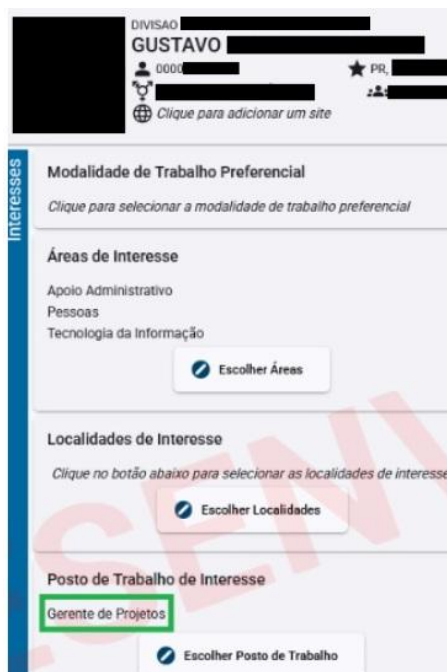 DIVISAO
GUSTAVO
0000
PR,
Clique para adicionar um site
Interesses
Modalidade de Trabalho Preferencial
Clique para selecionar a modalidade de trabalho preferencial
Áreas de Interesse
Apoio Administrativo
Pessoas
Tecnologia da Informação
Escolher Áreas
Localidades de Interesse
Clique no botão abaixo para selecionar as localidades de interesse
Escolher Localidades
Posto de Trabalho de Interesse
Gerente de Projetos
Escolher Posto de Trabalho